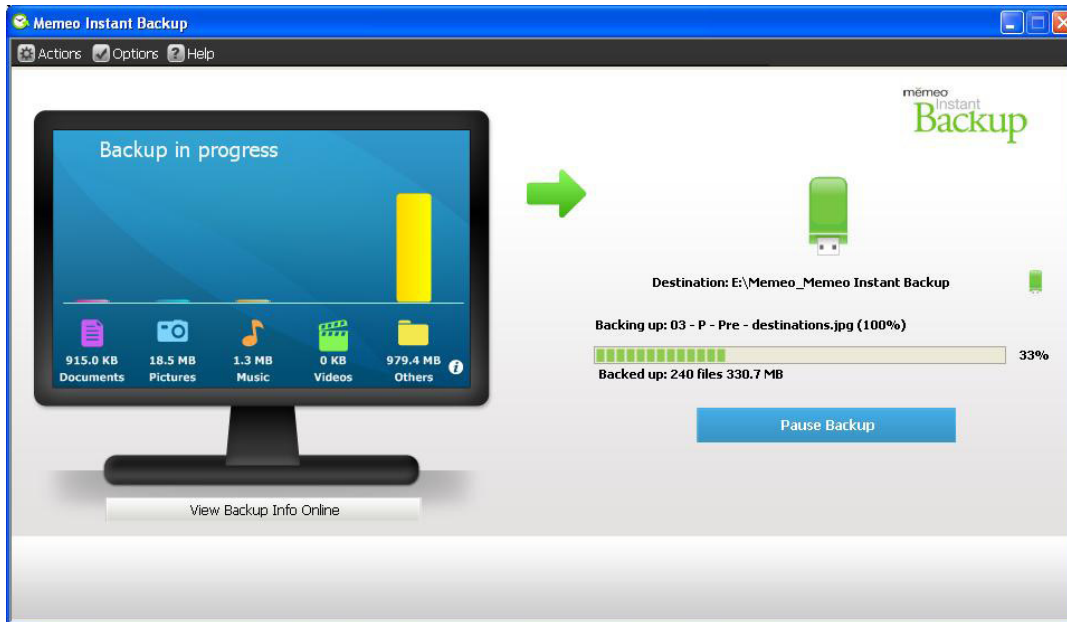 Memeo Instant Backup
Actions Options Help
mëmeo
Instant
Backup
Backup in progress
915.0 KB 18.5 MB 1.3 MB 0 KB 979.4 MB
Documents Pictures Music Videos Others
Destination: E:\Memeo_Memeo Instant Backup
Backing up: 03 - P - Pre - destinations.jpg (100%)
33%
Backed up: 240 files 330.7 MB
Pause Backup
View Backup Info Online